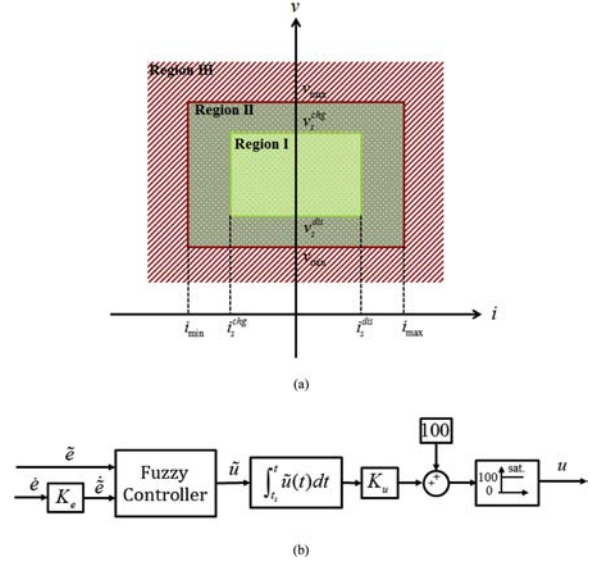 v
Region III
v_max
Region II
v_s^chg
Region I
v_s^dis
v_min
i_min i_s^chg i_s^dis i_max i
(a)
100
ẽ
Fuzzy Controller
ũ
∫_{t_s}^{t} ũ(t)dt
K_u
+ +
sat.
100
0
u
ė
K_e
ẽ̇
(b)